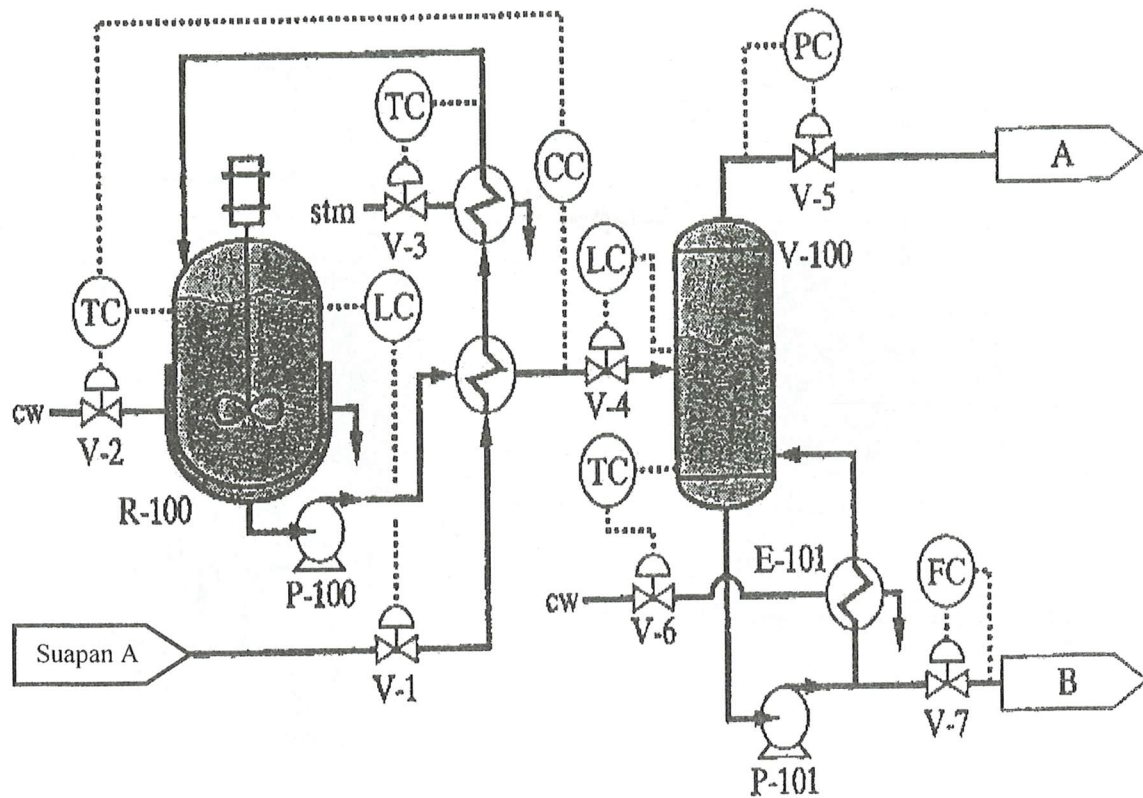 PC
TC
A
CC
V-5
stm
V-3
V-100
LC
TC
LC
cw
V-2
V-4
R-100
TC
E-101
FC
P-100
cw
V-6
Suapan A
V-1
B
V-7
P-101